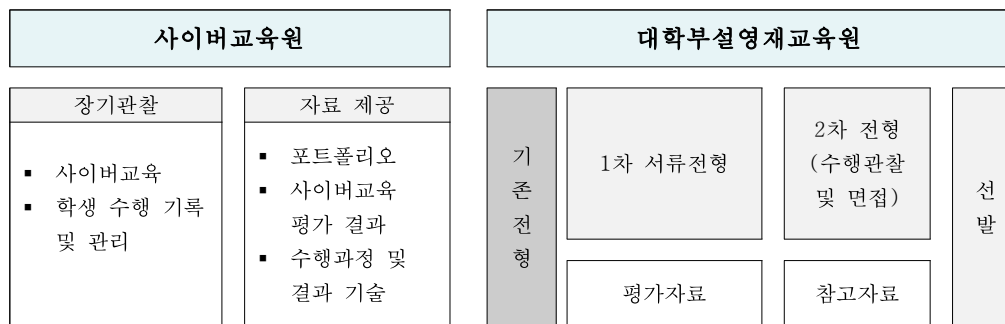 사이버교육원
대학부설영재교육원
장기관찰
▪ 사이버교육
▪ 학생 수행 기록
및 관리
자료 제공
▪ 포트폴리오
▪ 사이버교육
평가 결과
▪ 수행과정 및
결과 기술
기
존
전
형
1차 서류전형
2차 전형
(수행관찰
및 면접)
평가자료
참고자료
선
발